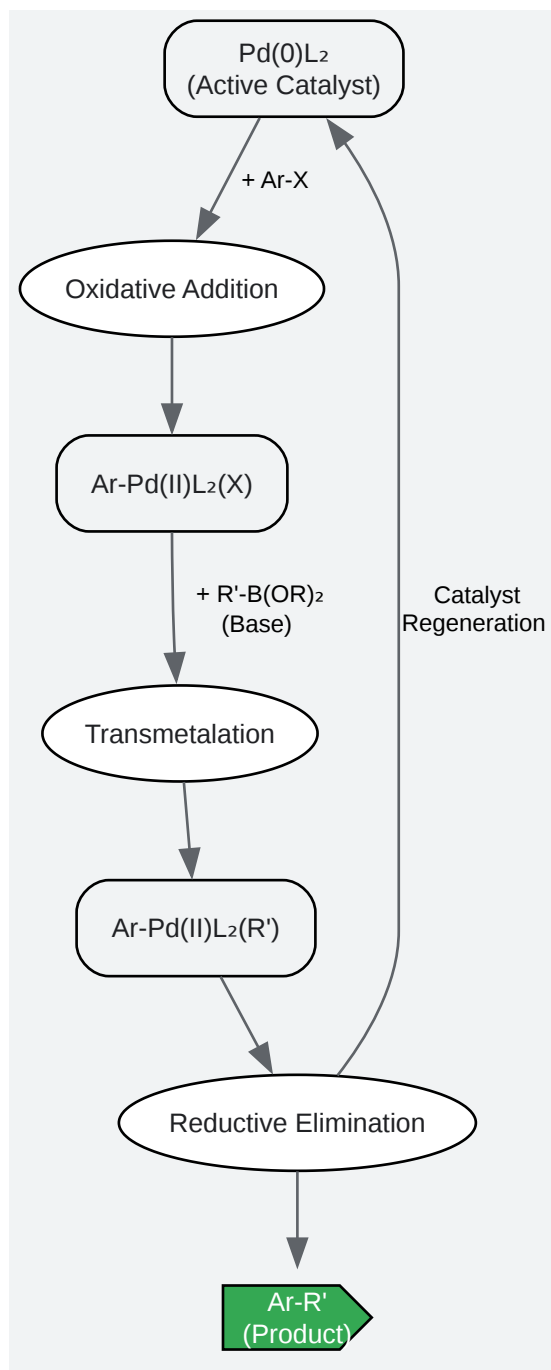 Pd(0)L₂
(Active Catalyst)
+ Ar-X
Oxidative Addition
Ar-Pd(II)L₂(X)
+ R'-B(OR)₂
(Base)
Catalyst
Regeneration
Transmetalation
Ar-Pd(II)L₂(R')
Reductive Elimination
Ar-R'
(Product)